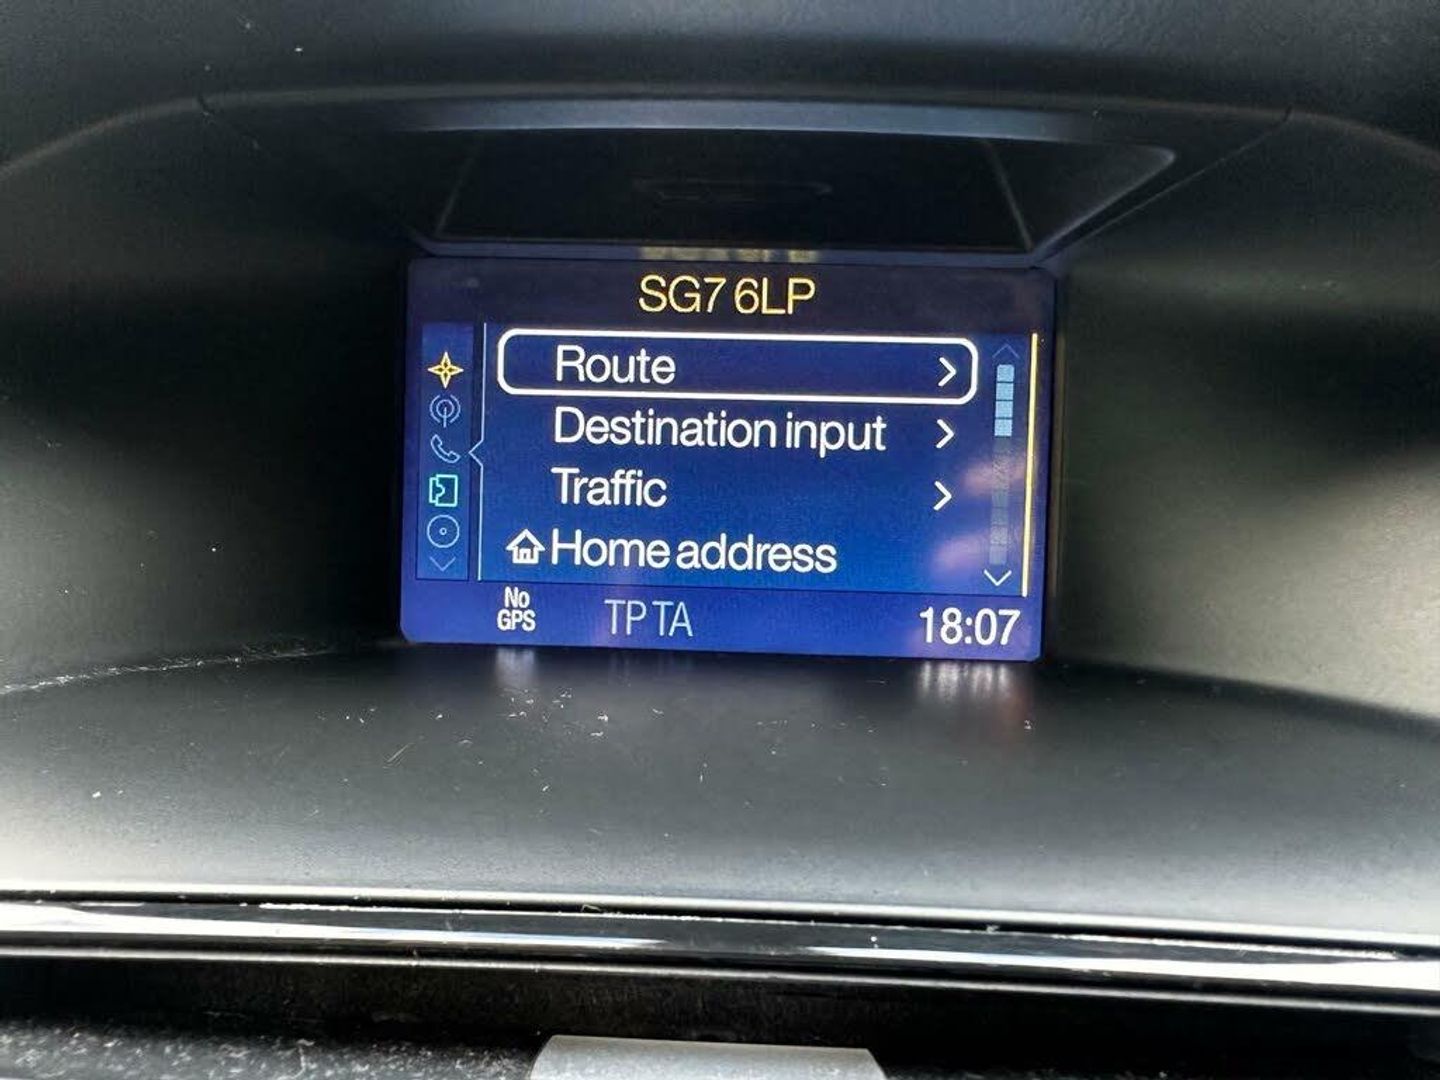 SG7 6LP
Route
Destination input
Traffic
Home address
No
GPS
TP TA
18:07